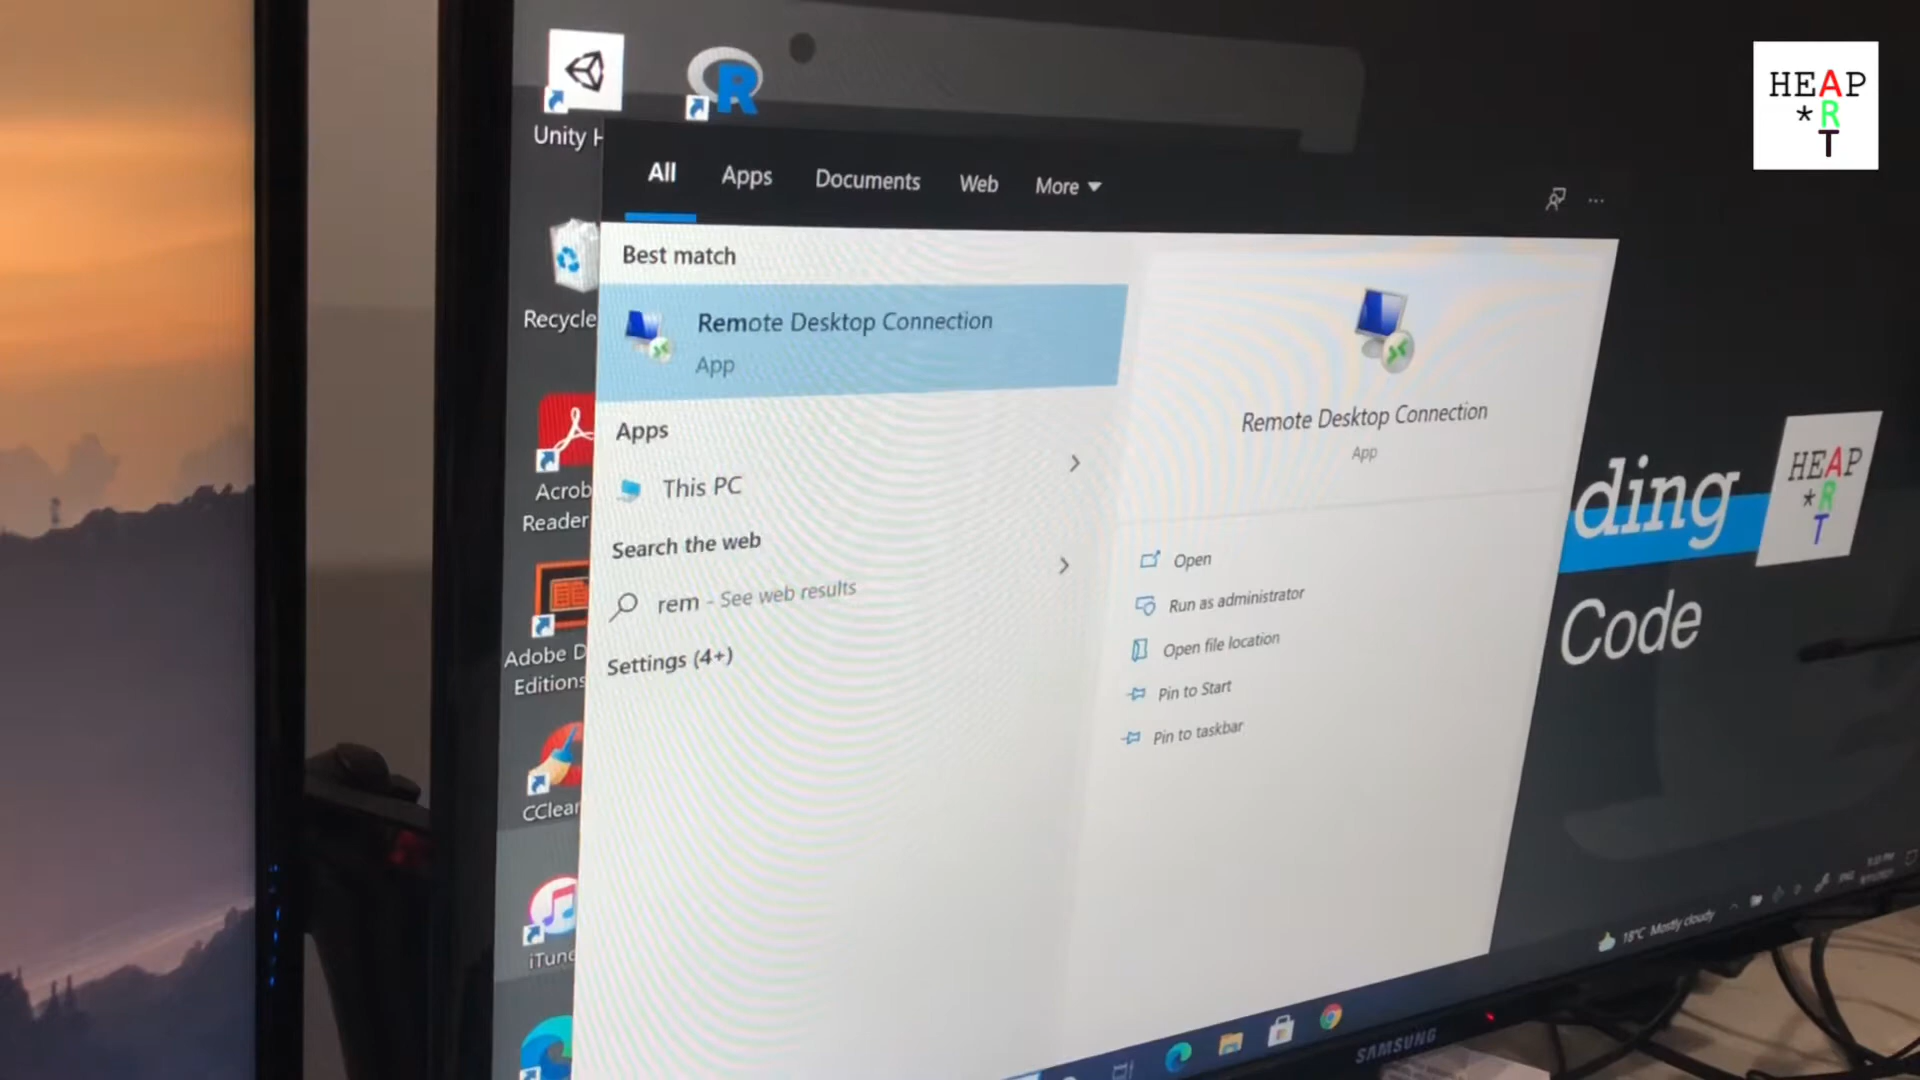 HEAP
*R
T
Unity H
All Apps Documents Web More
Best match
Recycle
Remote Desktop Connection
App
Apps
This PC
Acrob
Reader
Search the web
rem - See web results
Settings (4+)
Adobe D
Editions
CClea
iTun
Remote Desktop Connection
App
Open
Run as administrator
Open file location
Pin to Start
Pin to taskbar
ding
Code
HEAP
*R
T
18°C Mostly cloudy
SAMSUNG